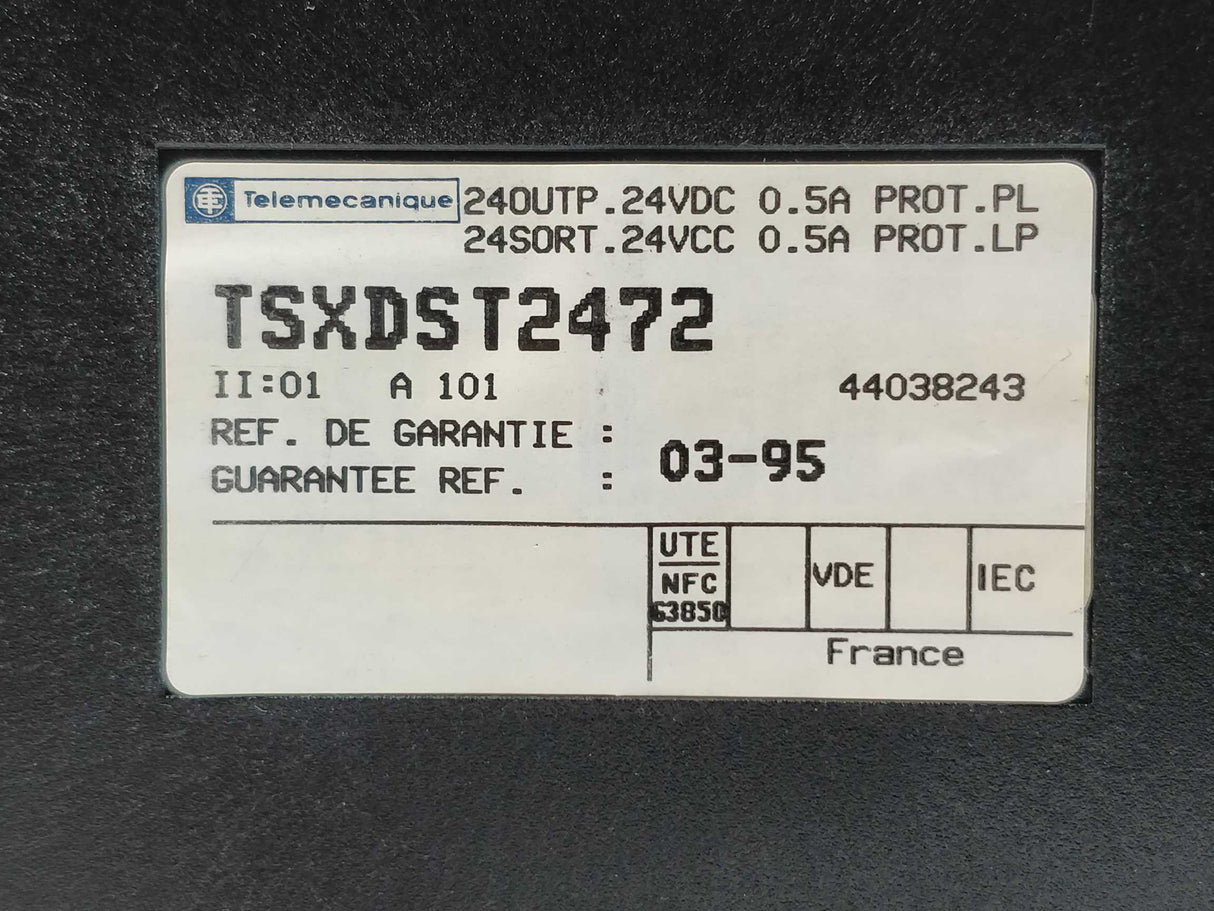 Telemecanique 24OUTP.24VDC 0.5A PROT.PL
24SORT.24VCC 0.5A PROT.LP
TSXDST2472
II:01 A 101 44038243
REF. DE GARANTIE :
GUARANTEE REF. :
03-95
UTE
NFC
63850
VDE
IEC
France